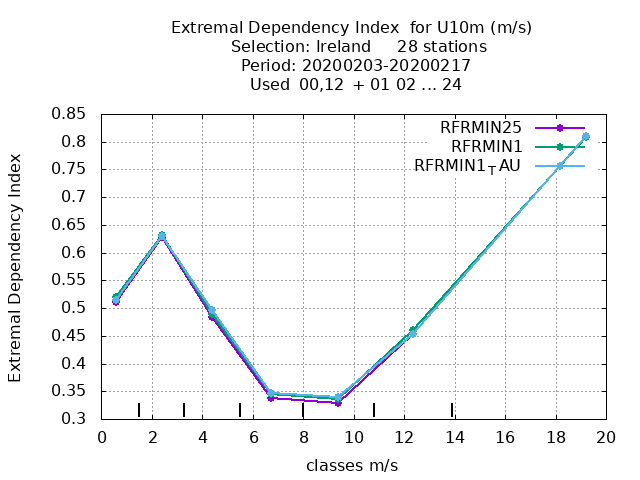 Extremal Dependency Index for U10m (m/s)
Selection: Ireland 28 stations
Period: 20200203-20200217
Used 00,12 + 01 02 ... 24
RFRMIN25
RFRMIN1
RFRMIN1TAU
Extremal Dependency Index
0.85
0.8
0.75
0.7
0.65
0.6
0.55
0.5
0.45
0.4
0.35
0.3
0 2 4 6 8 10 12 14 16 18 20
classes m/s